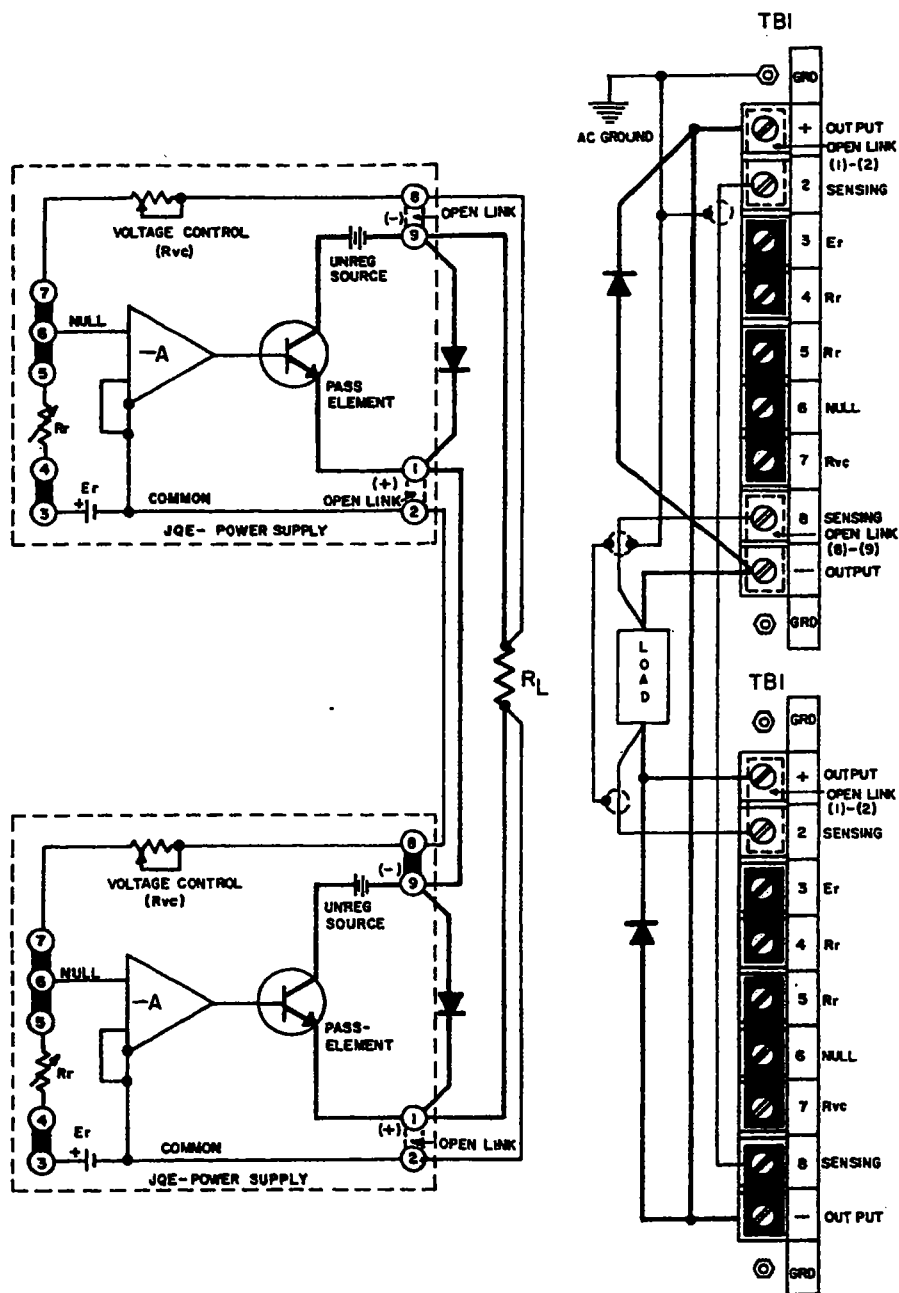 8
(-) OPEN LINK
9
VOLTAGE CONTROL
(Rvc)
UNREG
SOURCE
7
6
NULL
5
-A
PASS
ELEMENT
Rr
4
Er
+
3
COMMON
1
(+)
OPEN LINK
2
JQE- POWER SUPPLY
RL
8
(-)
9
VOLTAGE CONTROL
(Rvc)
UNREG
SOURCE
7
6
NULL
5
-A
PASS-
ELEMENT
Rr
4
Er
+
3
COMMON
1
(+)
OPEN LINK
2
JQE-POWER SUPPLY
TB1
GRD
AC GROUND
+ OUTPUT
OPEN LINK
(1)-(2)
2 SENSING
3 Er
4 Rr
5 Rr
6 NULL
7 Rvc
8 SENSING
OPEN LINK
(8)-(9)
— OUTPUT
GRD
LOAD
TB1
GRD
+ OUTPUT
OPEN LINK
(1)-(2)
2 SENSING
3 Er
4 Rr
5 Rr
6 NULL
7 Rvc
8 SENSING
— OUTPUT
GRD